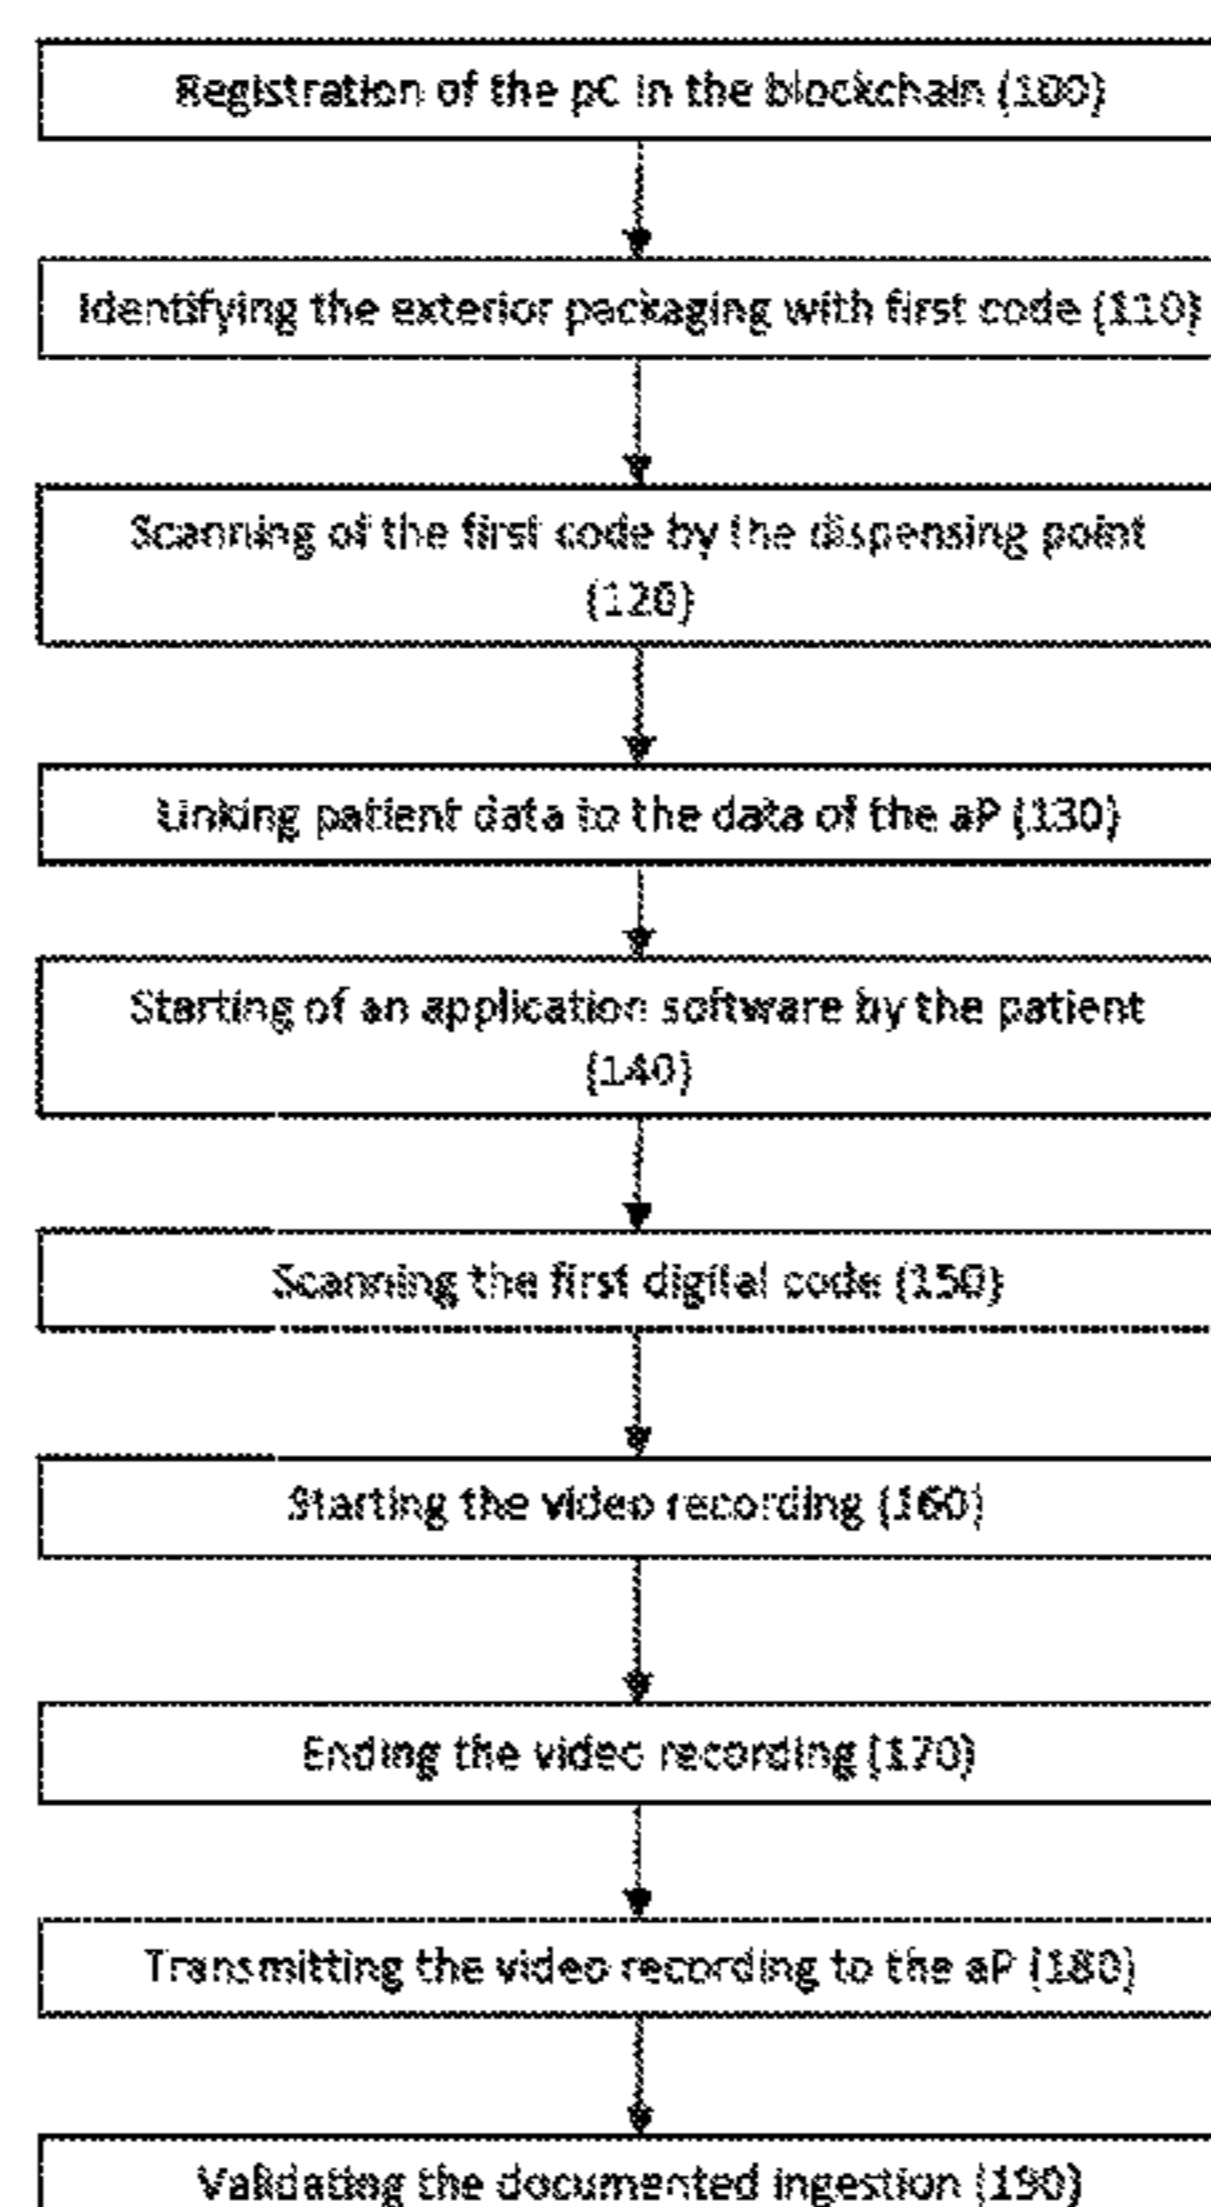 Registration of the pC in the blockchain (100)
Identifying the exterior packaging with first code (110)
Scanning of the first code by the dispensing point
(120)
Linking patient data to the data of the aP (130)
Starting of an application software by the patient
(140)
Scanning the first digital code (150)
Starting the video recording (160)
Ending the video recording (170)
Transmitting the video recording to the aP (180)
Validating the documented ingestion (190)